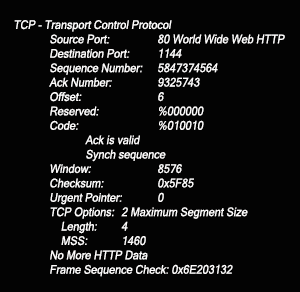 TCP - Transport Control Protocol
Source Port: 80 World Wide Web HTTP
Destination Port: 1144
Sequence Number: 5847374564
Ack Number: 9325743
Offset: 6
Reserved: %000000
Code: %010010
Ack is valid
Synch sequence
Window: 8576
Checksum: 0x5F85
Urgent Pointer: 0
TCP Options: 2 Maximum Segment Size
Length: 4
MSS: 1460
No More HTTP Data
Frame Sequence Check: 0x6E203132